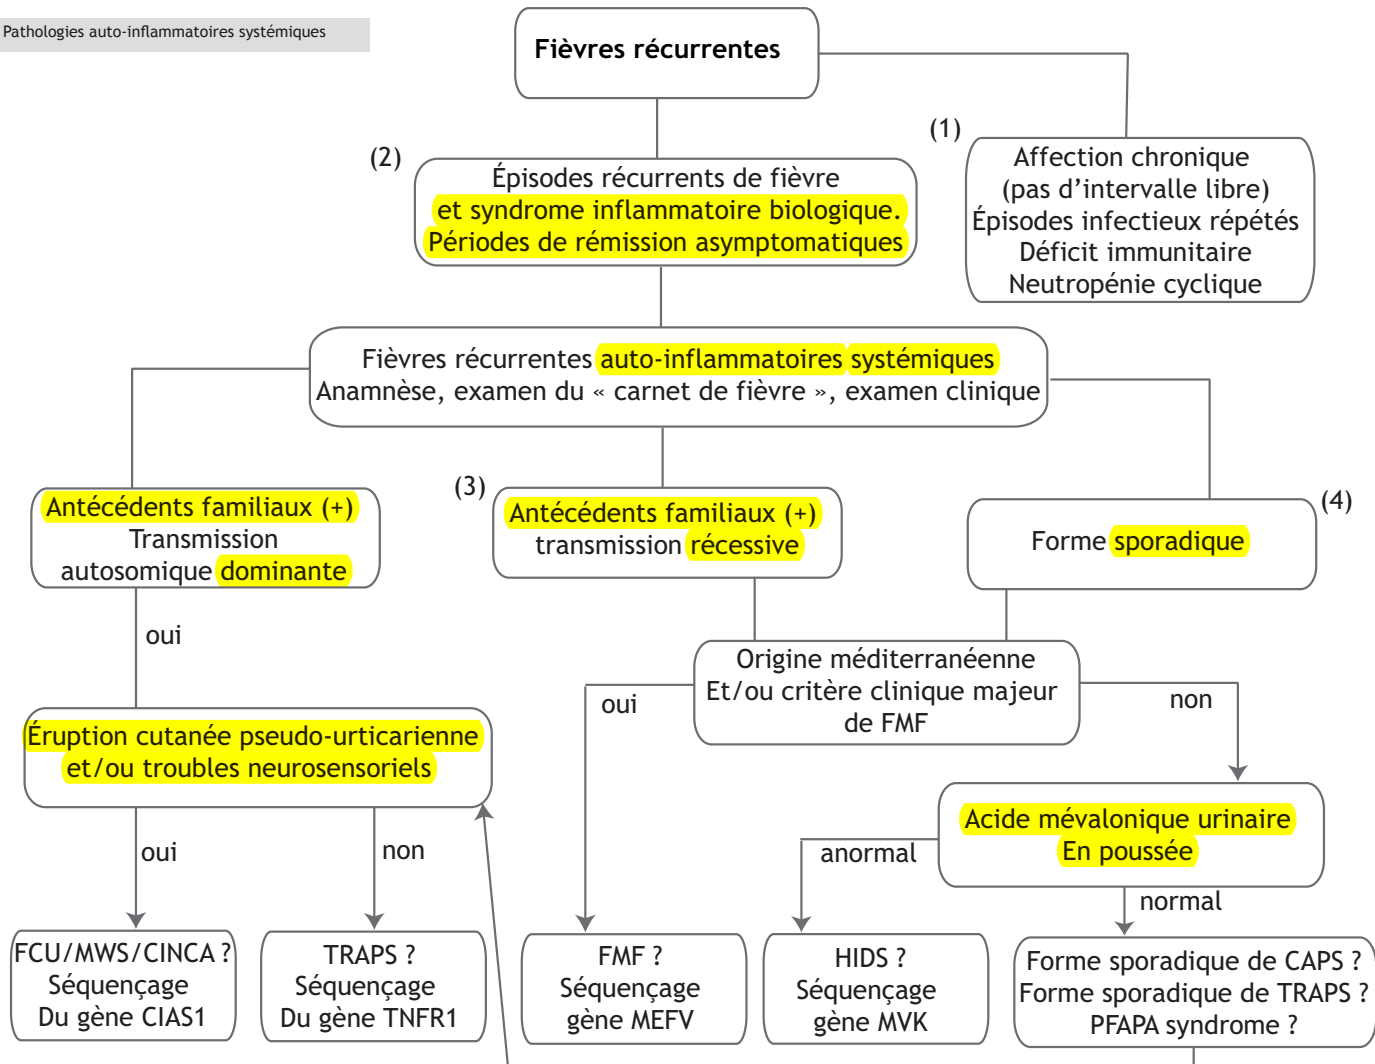 Pathologies auto-inflammatoires systémiques
Fièvres récurrentes
(1)
Affection chronique
(pas d'intervalle libre)
Épisodes infectieux répétés
Déficit immunitaire
Neutropénie cyclique
(2)
Épisodes récurrents de fièvre
et syndrome inflammatoire biologique.
Périodes de rémission asymptomatiques
Fièvres récurrentes auto-inflammatoires systémiques
Anamnèse, examen du « carnet de fièvre », examen clinique
Antécédents familiaux (+)
Transmission
autosomique dominante
(3)
Antécédents familiaux (+)
transmission récessive
(4)
Forme sporadique
oui
Origine méditerranéenne
Et/ou critère clinique majeur
de FMF
oui
non
Éruption cutanée pseudo-urticarienne
et/ou troubles neurosensoriels
Acide mévalonique urinaire
En poussée
oui
non
anormal
normal
FCU/MWS/CINCA ?
Séquençage
Du gène CIAS1
TRAPS ?
Séquençage
Du gène TNFR1
FMF ?
Séquençage
gène MEFV
HIDS ?
Séquençage
gène MVK
Forme sporadique de CAPS ?
Forme sporadique de TRAPS ?
PFAPA syndrome ?